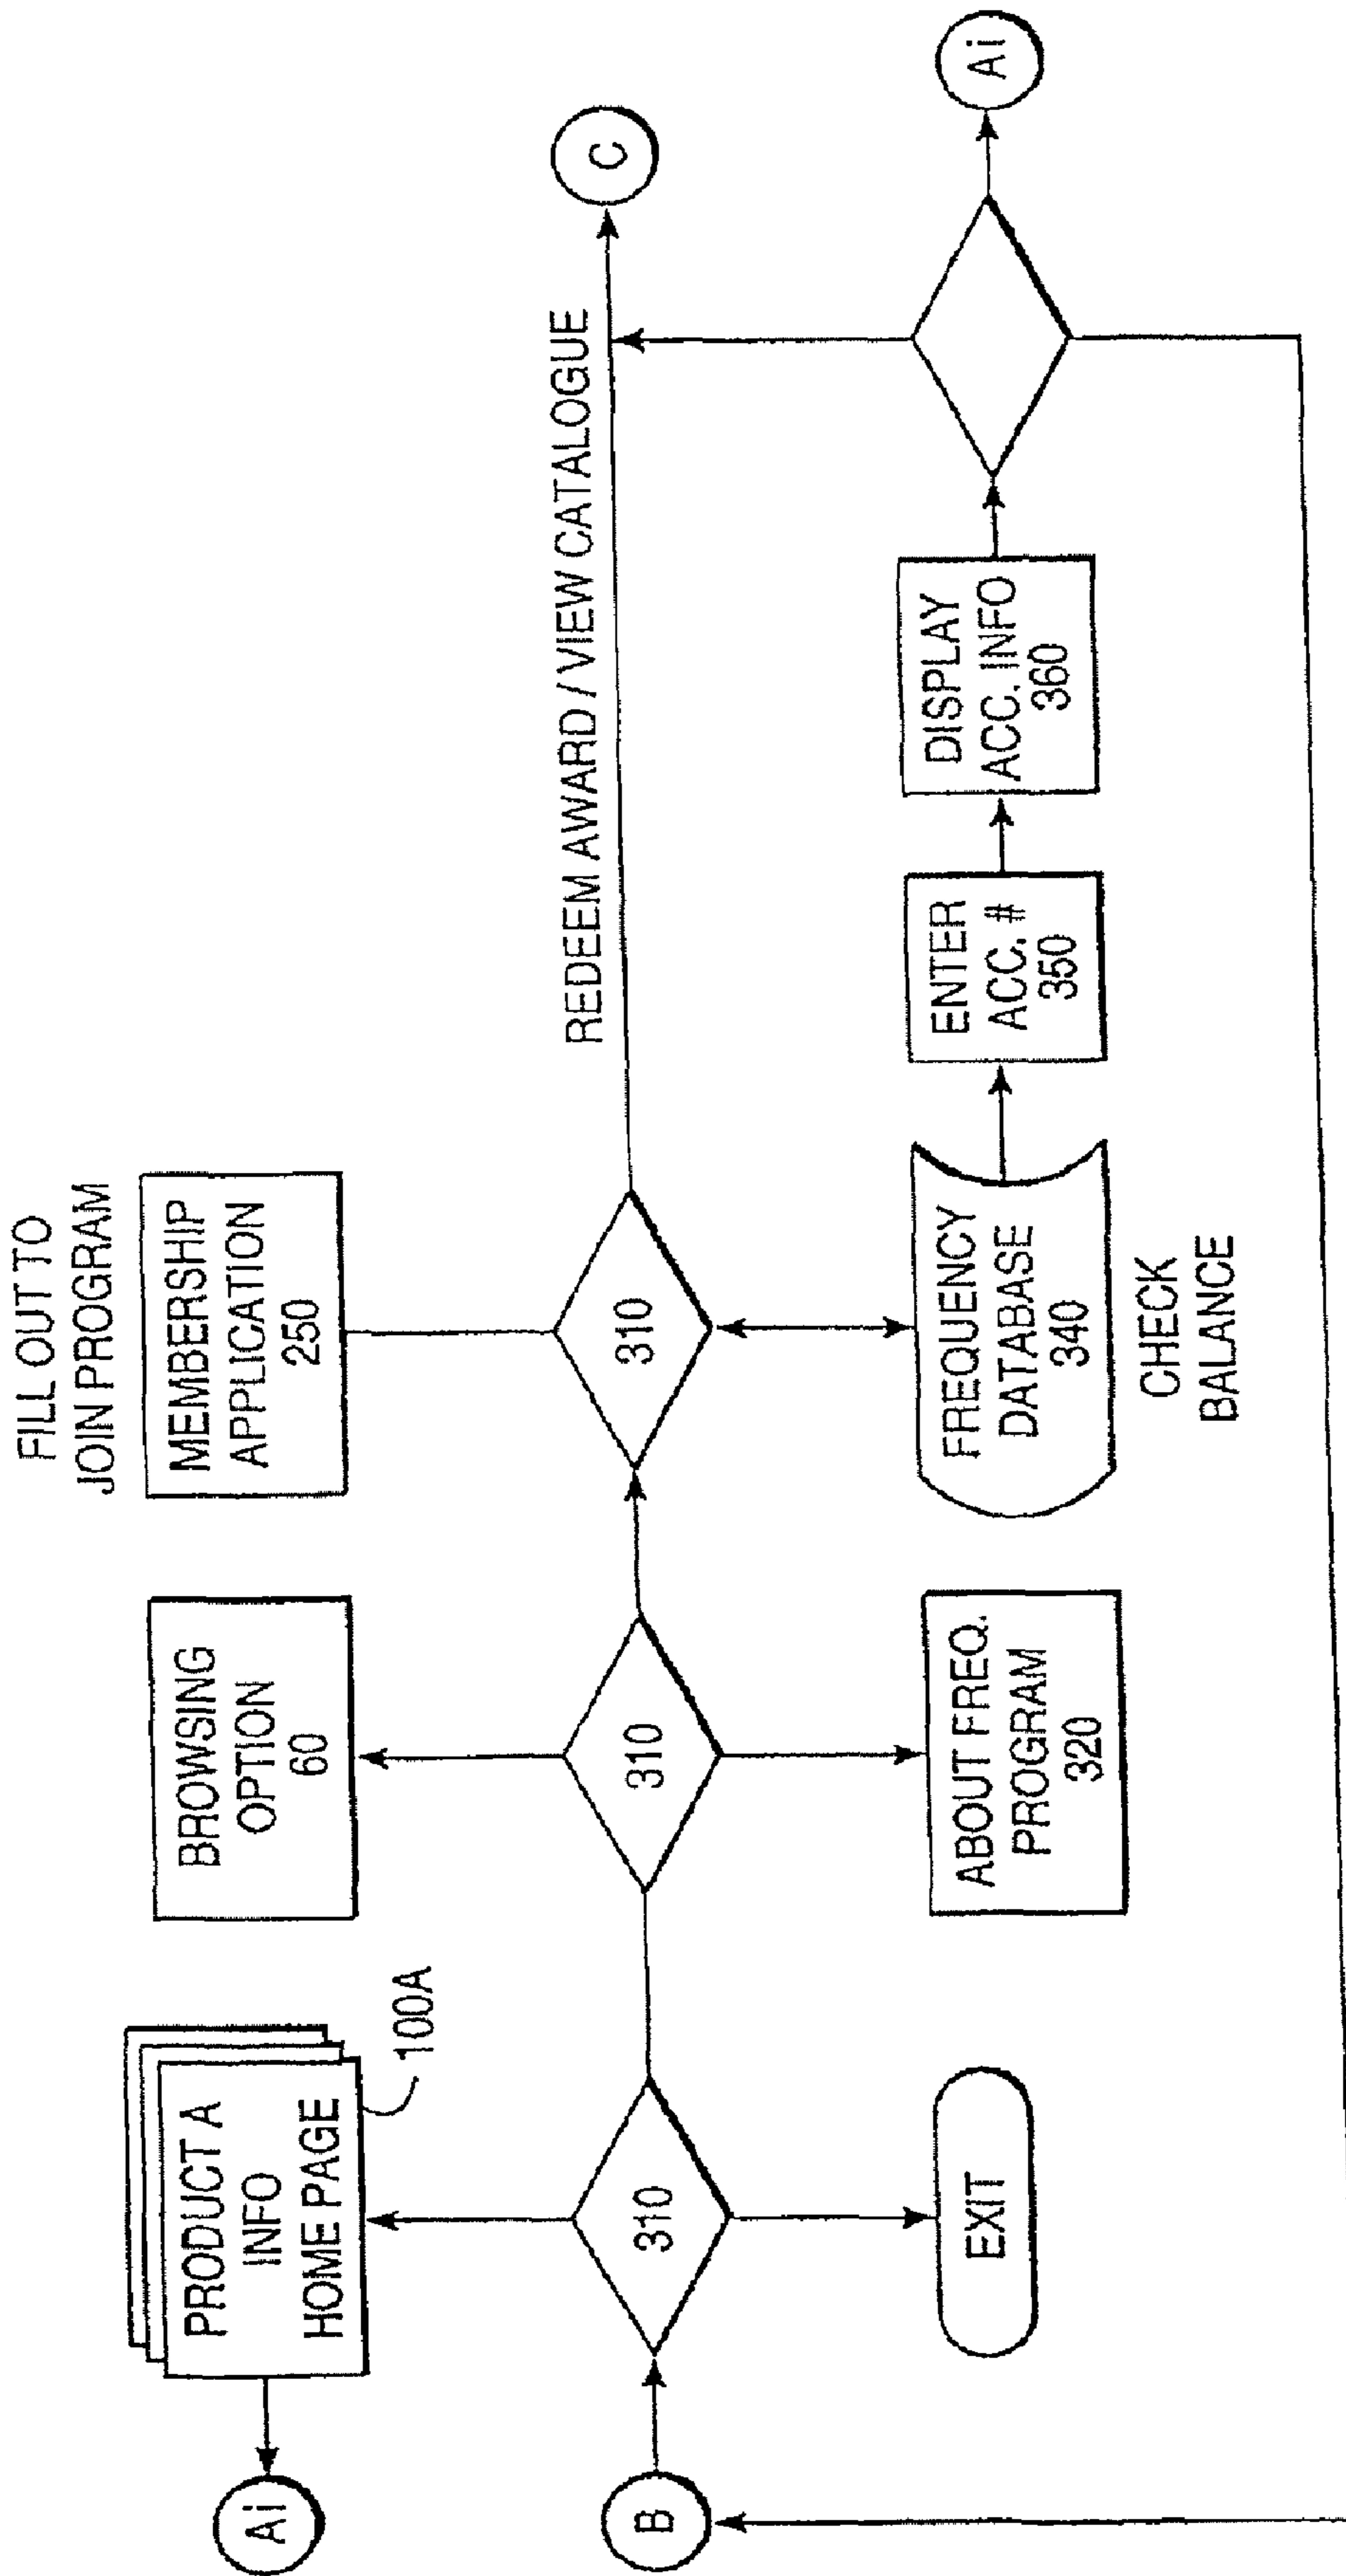 FILL OUT TO
JOIN PROGRAM
Ai
PRODUCT A
INFO
HOME PAGE
100A
BROWSING
OPTION
60
MEMBERSHIP
APPLICATION
250
B
310
310
310
REDEEM AWARD / VIEW CATALOGUE
C
EXIT
ABOUT FREQ.
PROGRAM
320
FREQUENCY
DATABASE
340
CHECK
BALANCE
ENTER
ACC. #
350
DISPLAY
ACC. INFO
360
Ai